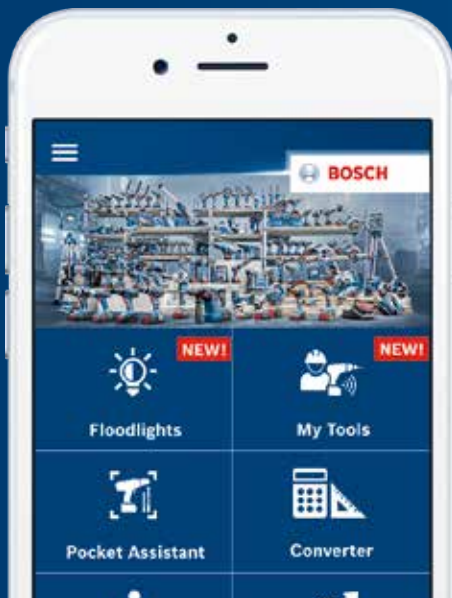 BOSCH
NEW!
NEW!
Floodlights
My Tools
Pocket Assistant
Converter